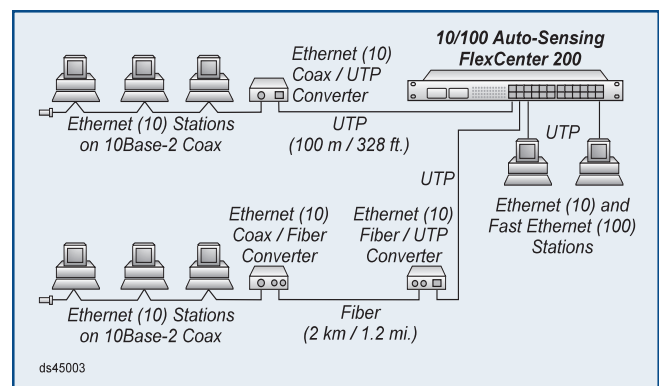 10/100 Auto-Sensing
FlexCenter 200
Ethernet (10)
Coax / UTP
Converter
Ethernet (10) Stations
on 10Base-2 Coax
UTP
(100 m / 328 ft.)
UTP
UTP
Ethernet (10) and
Fast Ethernet (100)
Stations
Ethernet (10)
Coax / Fiber
Converter
Ethernet (10)
Fiber / UTP
Converter
Ethernet (10) Stations
on 10Base-2 Coax
Fiber
(2 km / 1.2 mi.)
ds45003